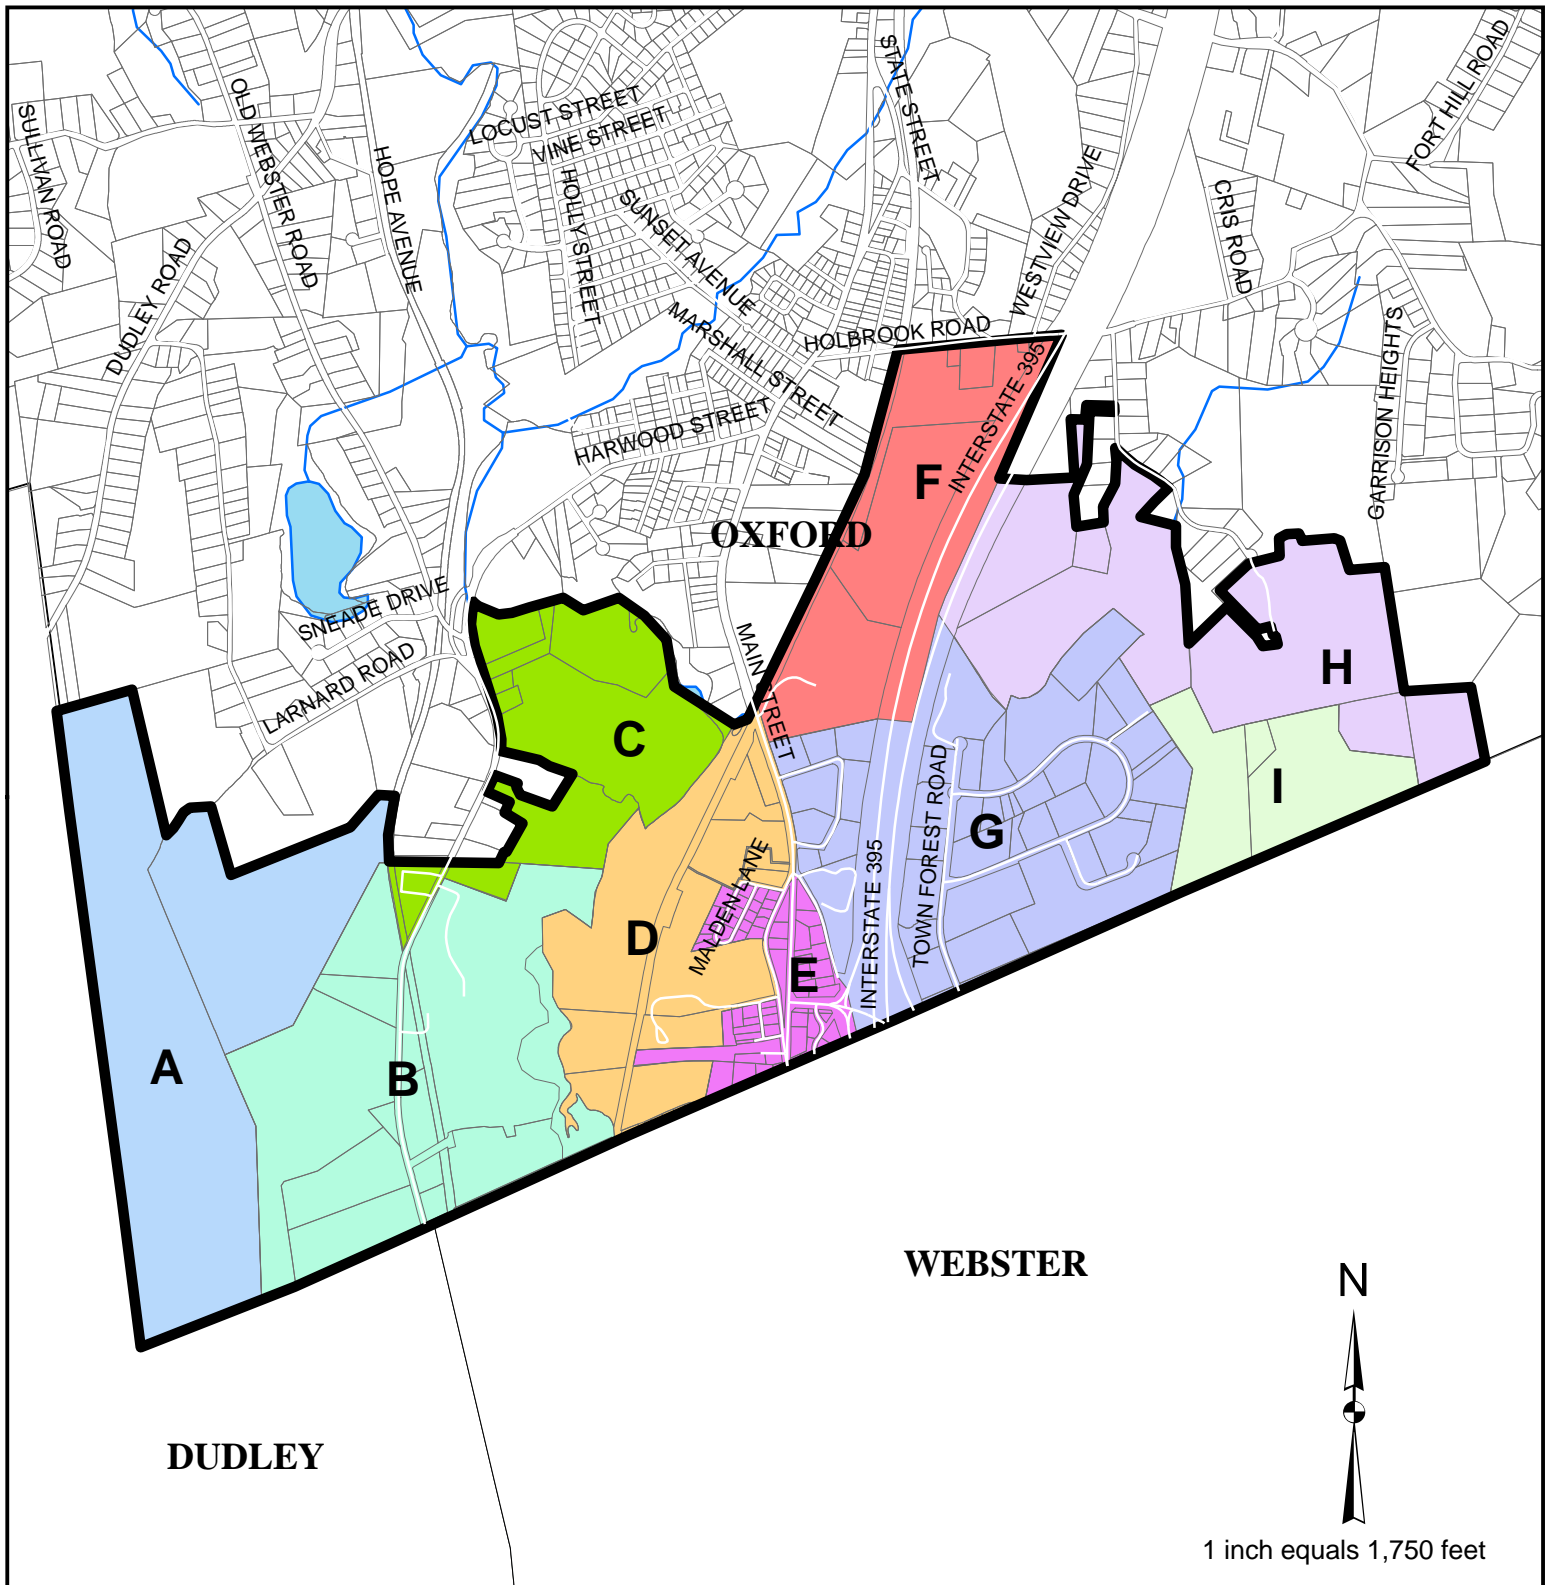 FORT HILL ROAD
STATE STREET
OLD WEBSTER ROAD
LOCUST STREET
SULLIVAN ROAD
VINE STREET
HOPE AVENUE
WESTVIEW DRIVE
HOLLY STREET
SUNSET AVENUE
CRIS ROAD
DUDLEY ROAD
MARSHALL STREET
HOLBROOK ROAD
GARRISON HEIGHTS
INTERSTATE 395
HARWOOD STREET
F
OXFORD
SNEADE DRIVE
MAIN STREET
H
LARNARD ROAD
C
I
TOWN FOREST ROAD
G
MALDEN LANE
INTERSTATE 395
D
E
A
B
WEBSTER
N
DUDLEY
1 inch equals 1,750 feet